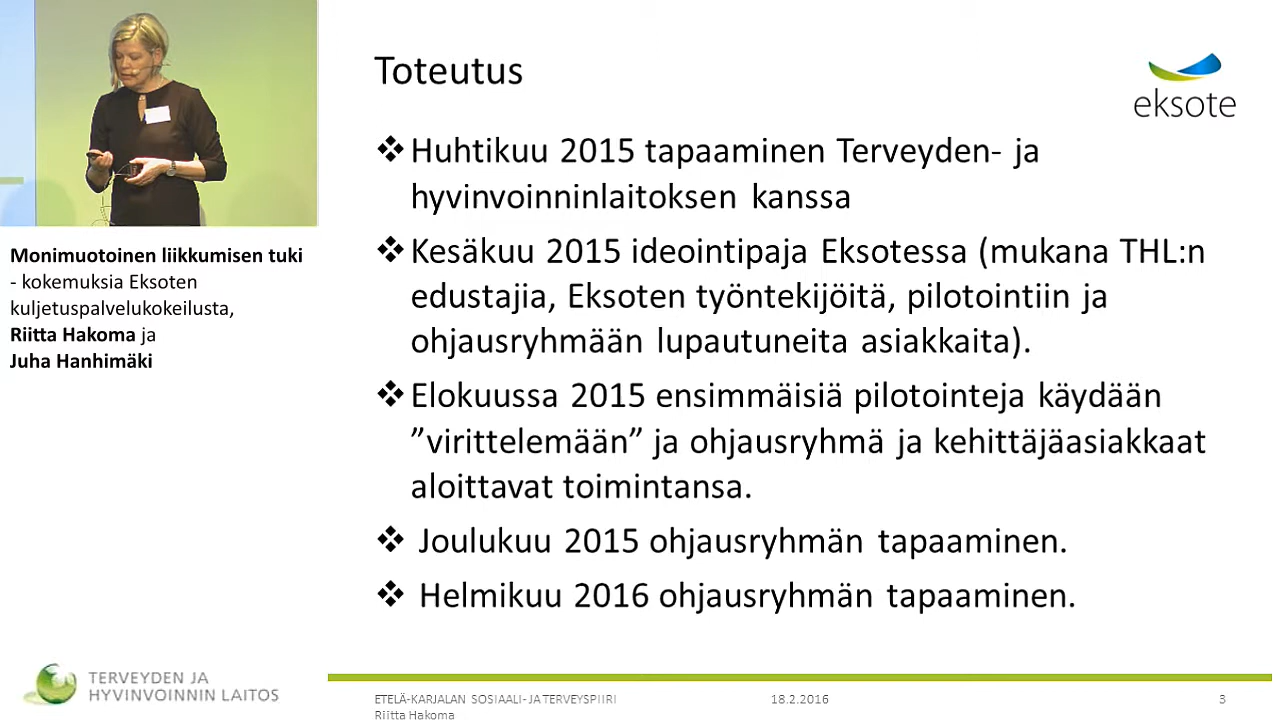 Toteutus
eksote
❖ Huhtikuu 2015 tapaaminen Terveyden- ja
hyvinvoinninlaitoksen kanssa
❖ Kesäkuu 2015 ideointipaja Eksotessa (mukana THL:n
edustajia, Eksoten työntekijöitä, pilotointiin ja
ohjausryhmään lupautuneita asiakkaita).
❖ Elokuussa 2015 ensimmäisiä pilotointeja käydään
”virittelemään” ja ohjausryhmä ja kehittäjäasiakkaat
aloittavat toimintansa.
❖ Joulukuu 2015 ohjausryhmän tapaaminen.
❖ Helmikuu 2016 ohjausryhmän tapaaminen.
Monimuotoinen liikkumisen tuki
- kokemuksia Eksoten
kuljetuspalvelukokeilusta,
Riitta Hakoma ja
Juha Hanhimäki
TERVEYDEN JA
HYVINVOINNIN LAITOS
ETELÄ-KARJALAN SOSIAALI- JA TERVEYSPIIRI
Riitta Hakoma
18.2.2016
3